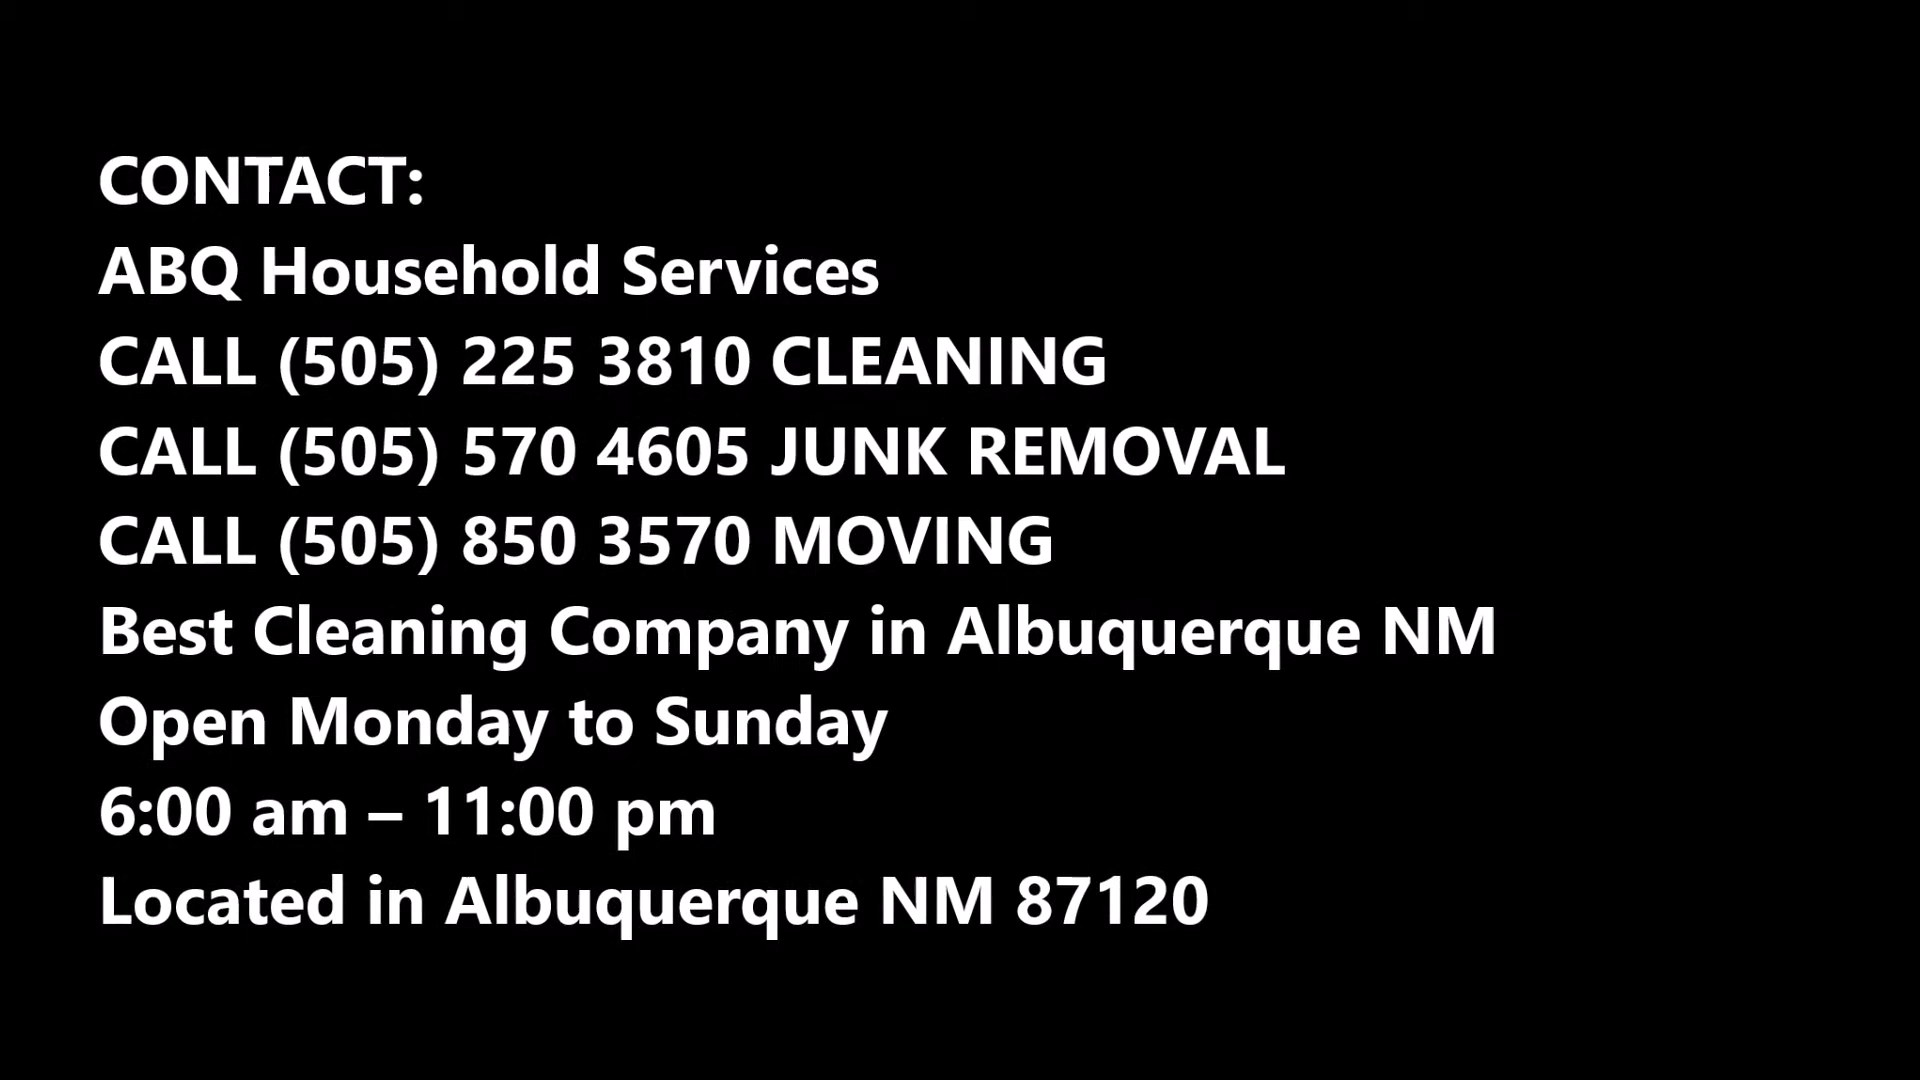 CONTACT:
ABQ Household Services
CALL (505) 225 3810 CLEANING
CALL (505) 570 4605 JUNK REMOVAL
CALL (505) 850 3570 MOVING
Best Cleaning Company in Albuquerque NM
Open Monday to Sunday
6:00 am – 11:00 pm
Located in Albuquerque NM 87120